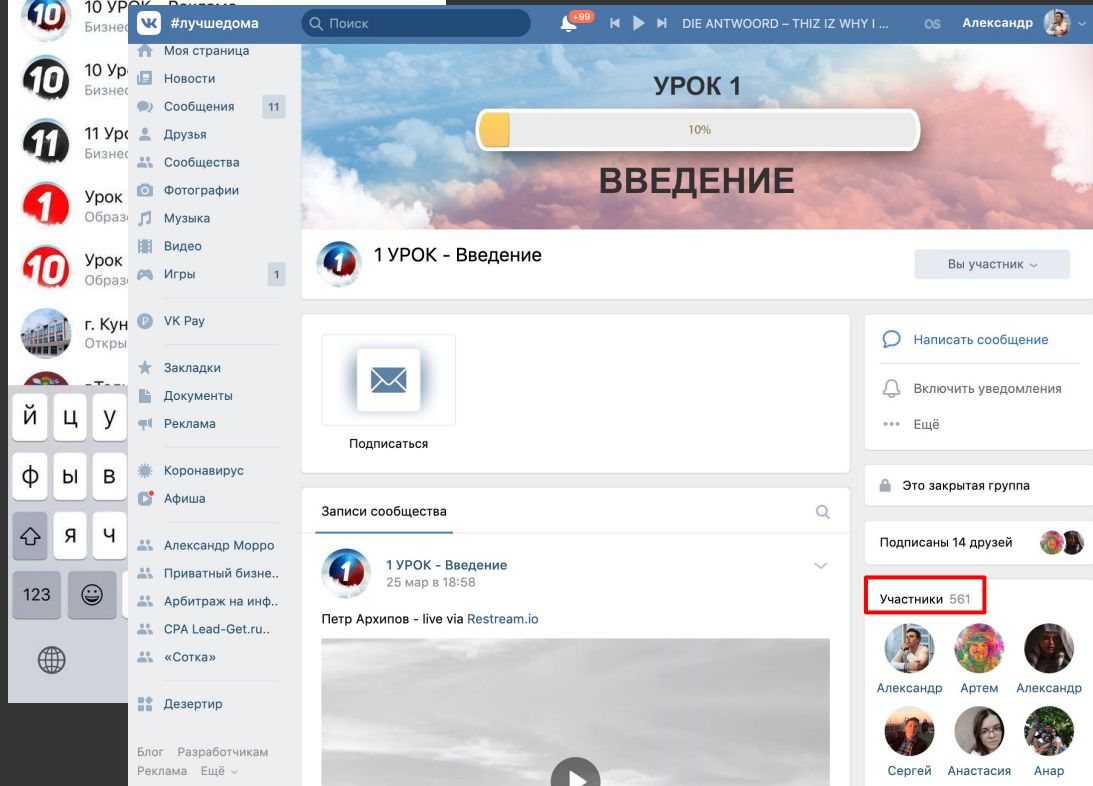 10 УРОК
Бизнес
10 Ур
Бизнес
11 Уро
Бизнес
Урок
Образо
Урок
Образо
г. Кун
Откры
й ц у
ф ы в
я ч
123
#лучшедома
Поиск
+99
DIE ANTWOORD – THIZ IZ WHY I ...
Александр
Моя страница
Новости
Сообщения 11
Друзья
Сообщества
Фотографии
Музыка
Видео
Игры 1
VK Pay
Закладки
Документы
Реклама
Коронавирус
Афиша
Александр Морро
Приватный бизне..
Арбитраж на инф..
CPA Lead-Get.ru..
«Сотка»
Дезертир
Блог Разработчикам
Реклама Ещё
УРОК 1
10%
ВВЕДЕНИЕ
1 УРОК - Введение
Вы участник
Подписаться
Записи сообщества
1 УРОК - Введение
25 мар в 18:58
Петр Архипов - live via Restream.io
Написать сообщение
Включить уведомления
Ещё
Это закрытая группа
Подписаны 14 друзей
Участники 561
Александр Артем Александр
Сергей Анастасия Анар